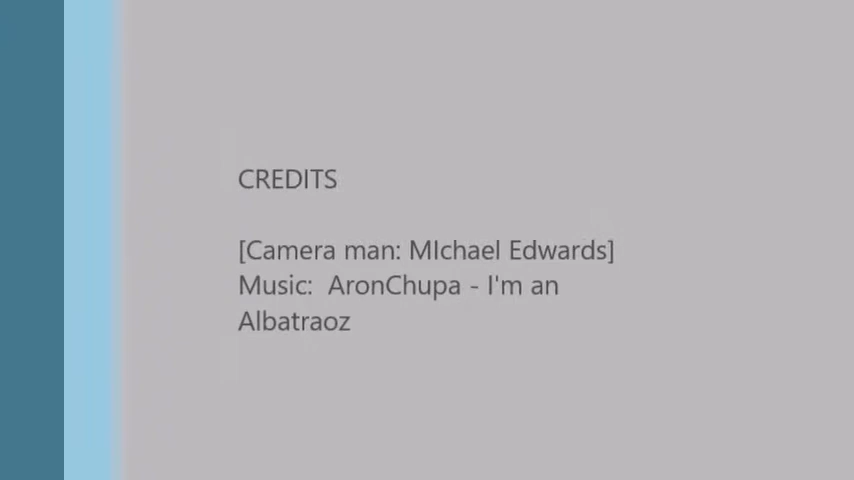 CREDITS
[Camera man: MIchael Edwards]
Music:  AronChupa - I'm an
Albatraoz